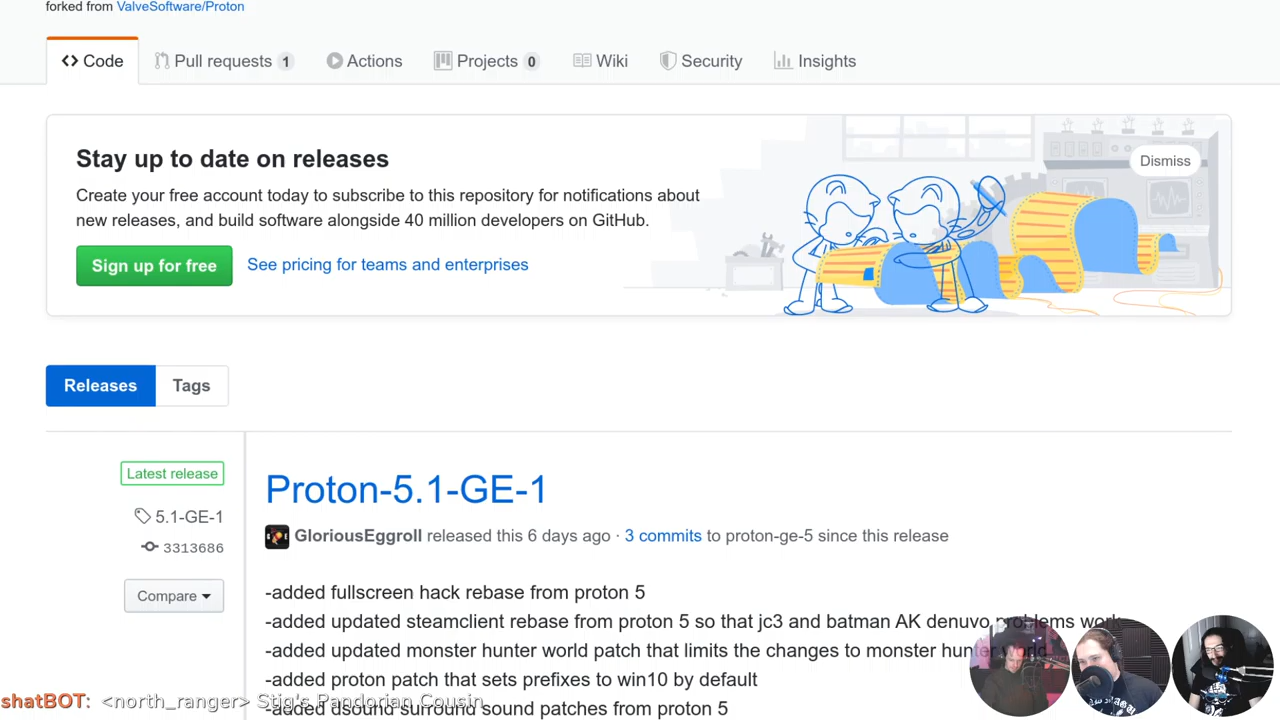 forked from ValveSoftware/Proton
Code
Pull requests 1
Actions
Projects 0
Wiki
Security
Insights
Stay up to date on releases
Dismiss
Create your free account today to subscribe to this repository for notifications about
new releases, and build software alongside 40 million developers on GitHub.
Sign up for free
See pricing for teams and enterprises
Releases
Tags
Latest release
5.1-GE-1
3313686
Compare
Proton-5.1-GE-1
GloriousEggroll released this 6 days ago · 3 commits to proton-ge-5 since this release
-added fullscreen hack rebase from proton 5
-added updated steamclient rebase from proton 5 so that jc3 and batman AK denuvo problems work
-added updated monster hunter world patch that limits the changes to monster hunter world
-added proton patch that sets prefixes to win10 by default
-added dsound surround sound patches from proton 5
shatBOT: <north_ranger> Stig's Pandorian Cousin